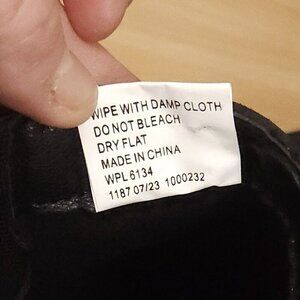 WIPE WITH DAMP CLOTH
DO NOT BLEACH
DRY FLAT
MADE IN CHINA
WPL 6134
1187 07/23 1000232